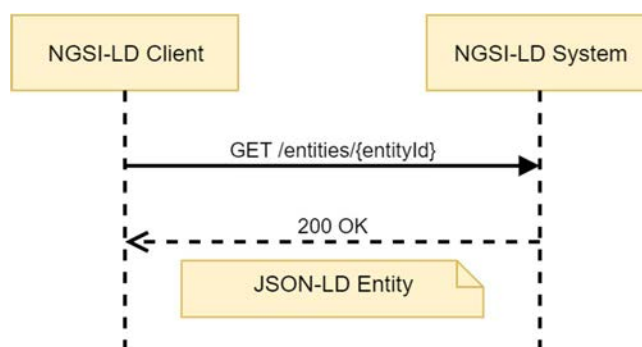 NGSI-LD Client
NGSI-LD System
GET /entities/{entityId}
200 OK
JSON-LD Entity